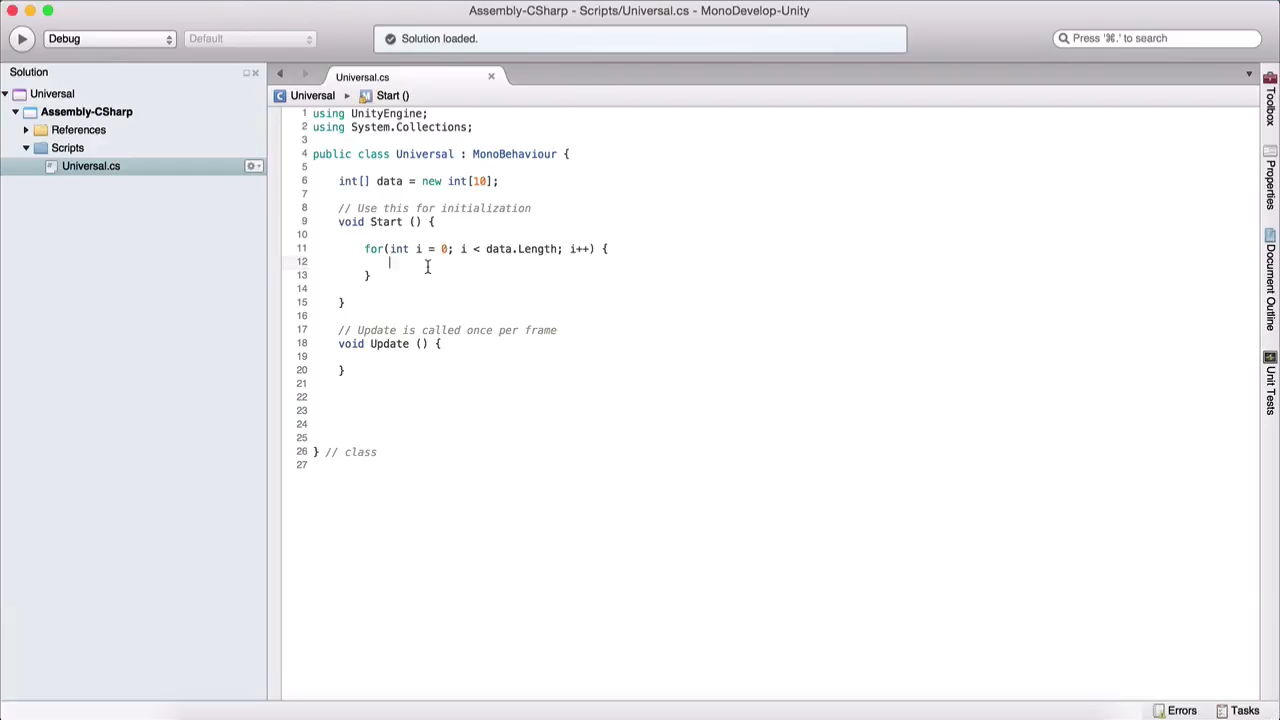 Assembly-CSharp - Scripts/Universal.cs - MonoDevelop-Unity
Debug
Default
Solution loaded.
Press '⌘.' to search
Solution
Universal
Assembly-CSharp
References
Scripts
Universal.cs
Universal.cs
Universal ▸ Start ()
1 using UnityEngine;
2 using System.Collections;
3
4 public class Universal : MonoBehaviour {
5
6 int[] data = new int[10];
7
8 // Use this for initialization
9 void Start () {
10
11 for(int i = 0; i < data.Length; i++) {
12
13 }
14
15 }
16
17 // Update is called once per frame
18 void Update () {
19
20 }
21
22
23
24
25
26 } // class
27
Toolbox
Properties
Document Outline
Unit Tests
Errors
Tasks